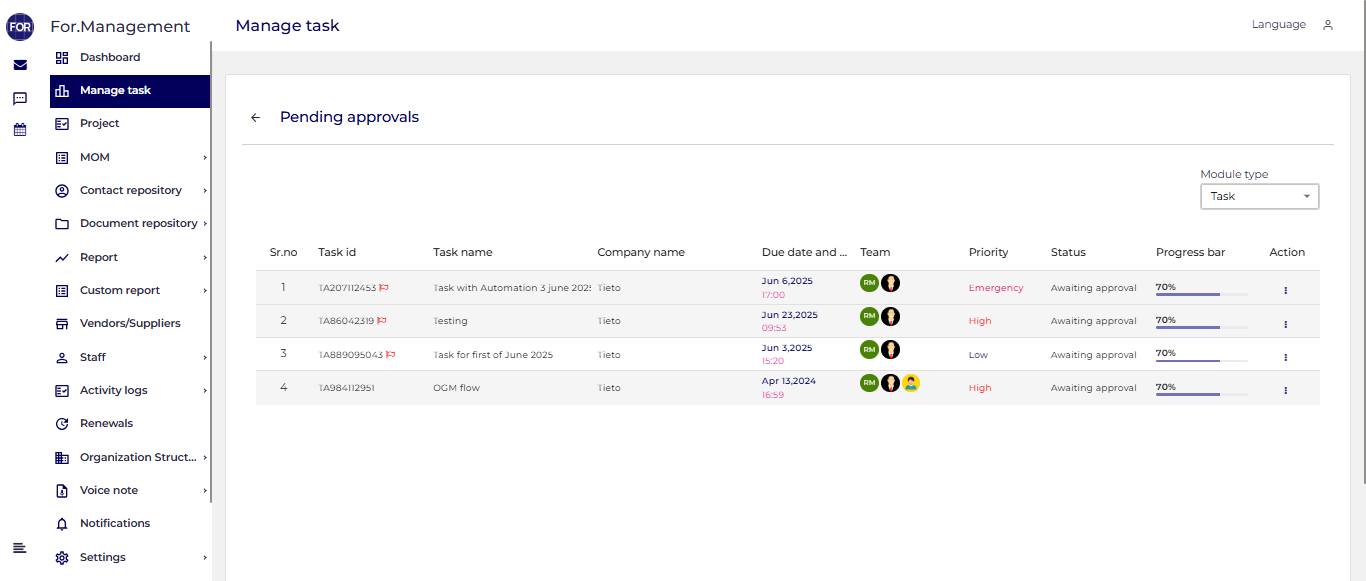 FOR For.Management
Manage task
Language
Dashboard
Manage task
Project
MOM
Contact repository
Document repository
Report
Custom report
Vendors/Suppliers
Staff
Activity logs
Renewals
Organization Struct...
Voice note
Notifications
Settings
Pending approvals
Module type
Task
Sr.no Task id Task name Company name Due date and ... Team Priority Status Progress bar Action
1 TA207112453 Task with Automation 3 june 2025 Tieto Jun 6,2025 17:00 RM Emergency Awaiting approval 70%
2 TA86042319 Testing Tieto Jun 23,2025 09:53 RM High Awaiting approval 70%
3 TA889095043 Task for first of June 2025 Tieto Jun 3,2025 15:20 RM Low Awaiting approval 70%
4 TA984112951 OGM flow Tieto Apr 13,2024 16:59 RM High Awaiting approval 70%